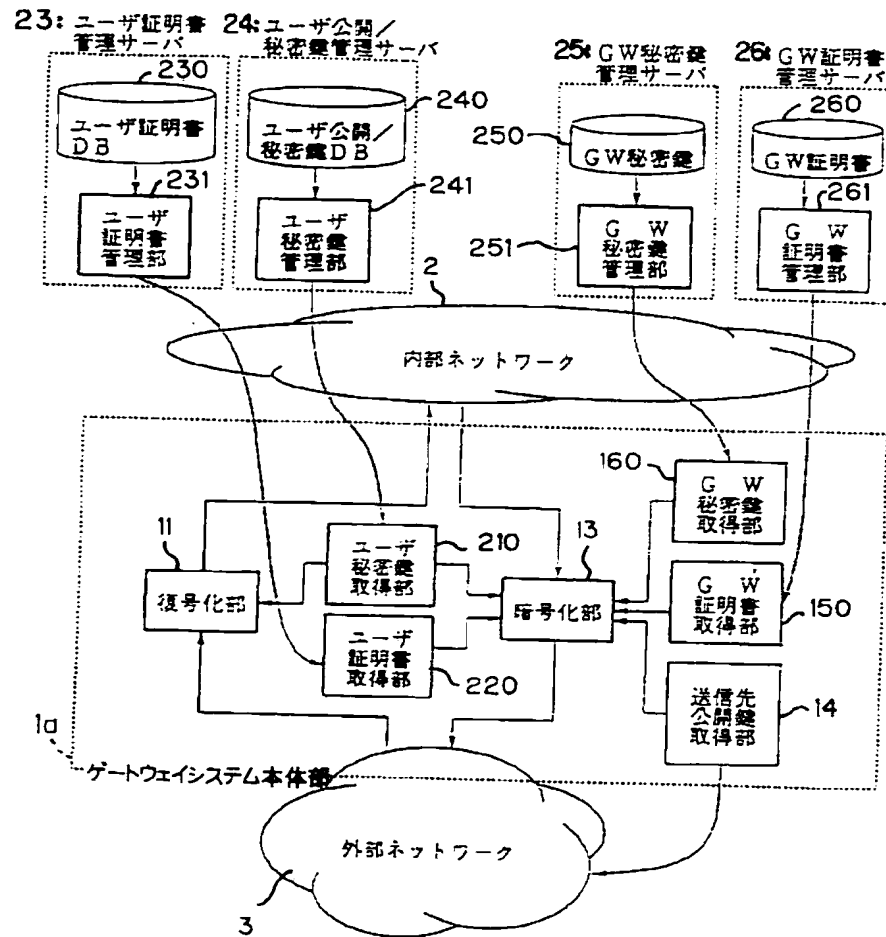 23: ユーザ証明書
管理サーバ
24: ユーザ公開／
秘密鍵管理サーバ
25: GW秘密鍵
管理サーバ
26: GW証明書
管理サーバ
230
ユーザ証明書
DB
231
ユーザ
証明書
管理部
240
ユーザ公開／
秘密鍵DB
241
ユーザ
秘密鍵
管理部
250
GW秘密鍵
251
GW
秘密鍵
管理部
260
GW証明書
261
GW
証明書
管理部
2
内部ネットワーク
160
GW
秘密鍵
取得部
11
復号化部
210
ユーザ
秘密鍵
取得部
13
暗号化部
GW
証明書
取得部
150
ユーザ
証明書
取得部
220
送信先
公開鍵
取得部
14
1a
ゲートウェイシステム本体部
外部ネットワーク
3